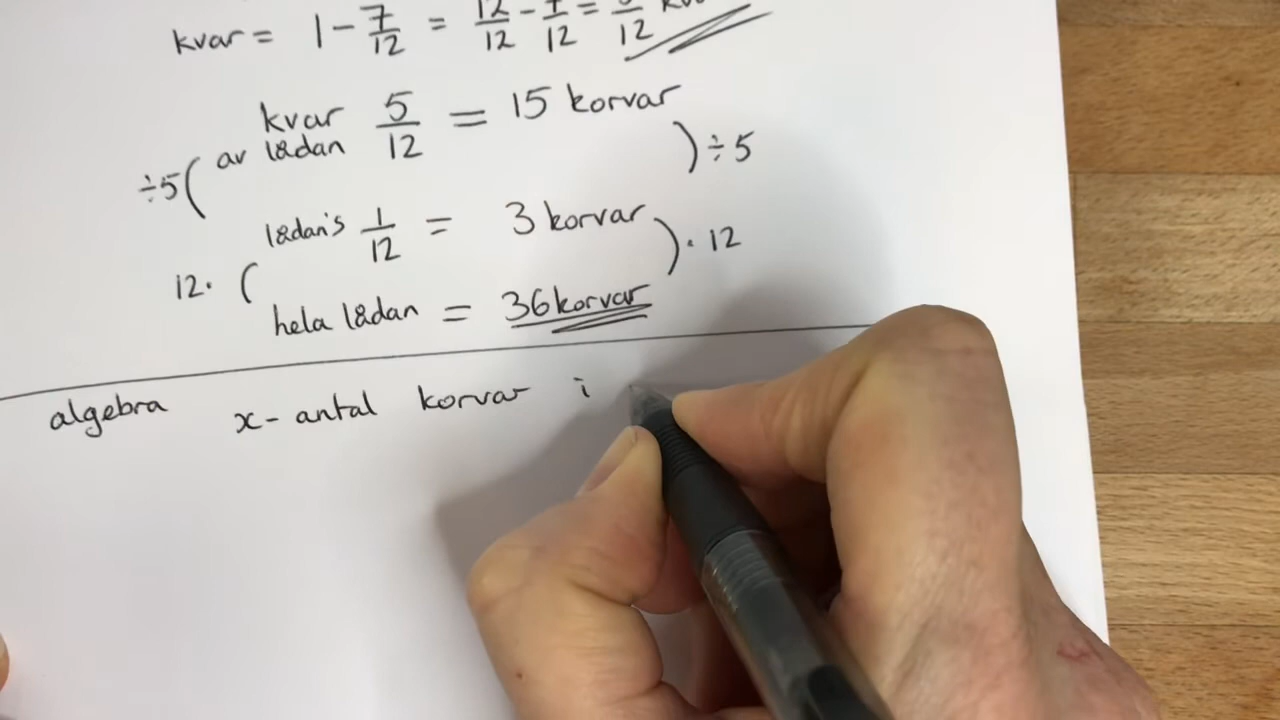 kvar = 1 - 7/12 = 12/12 - 7/12 = 5/12
kvar 5/12 = 15 korvar
av lådan
÷5 ( ) ÷5
lådan's 1/12 = 3 korvar
12· ( ) · 12
hela lådan = 36 korvar
algebra x - antal korvar i